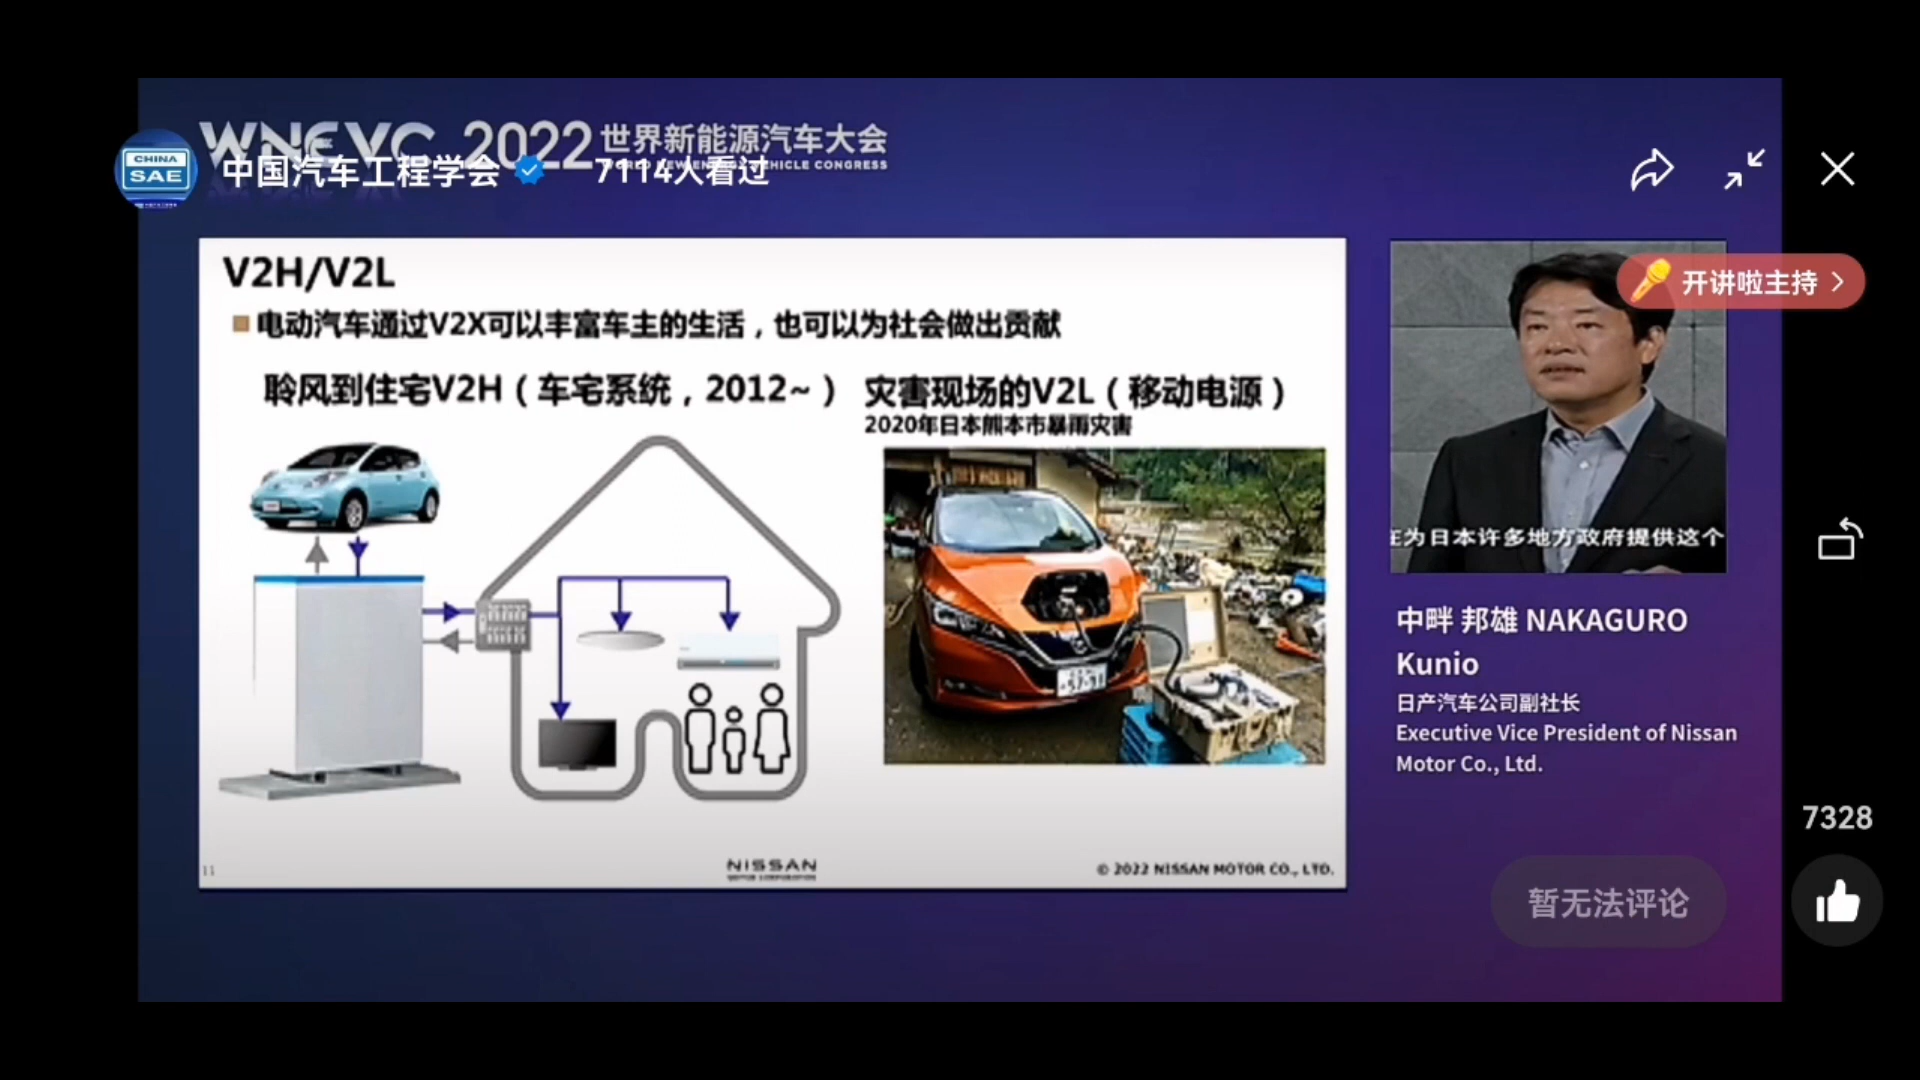 WNEVC 2022 世界新能源汽车大会
WORLD NEW ENERGY VEHICLE CONGRESS
CHINA
SAE
中国汽车工程学会
7114人看过
开讲啦主持
V2H/V2L
电动汽车通过V2X可以丰富车主的生活，也可以为社会做出贡献
聆风到住宅V2H（车宅系统，2012~）
灾害现场的V2L（移动电源）
2020年日本熊本市暴雨灾害
11
NISSAN
MOTOR CORPORATION
© 2022 NISSAN MOTOR CO., LTD.
在为日本许多地方政府提供这个
中畔 邦雄 NAKAGURO
Kunio
日产汽车公司副社长
Executive Vice President of Nissan
Motor Co., Ltd.
7328
暂无法评论